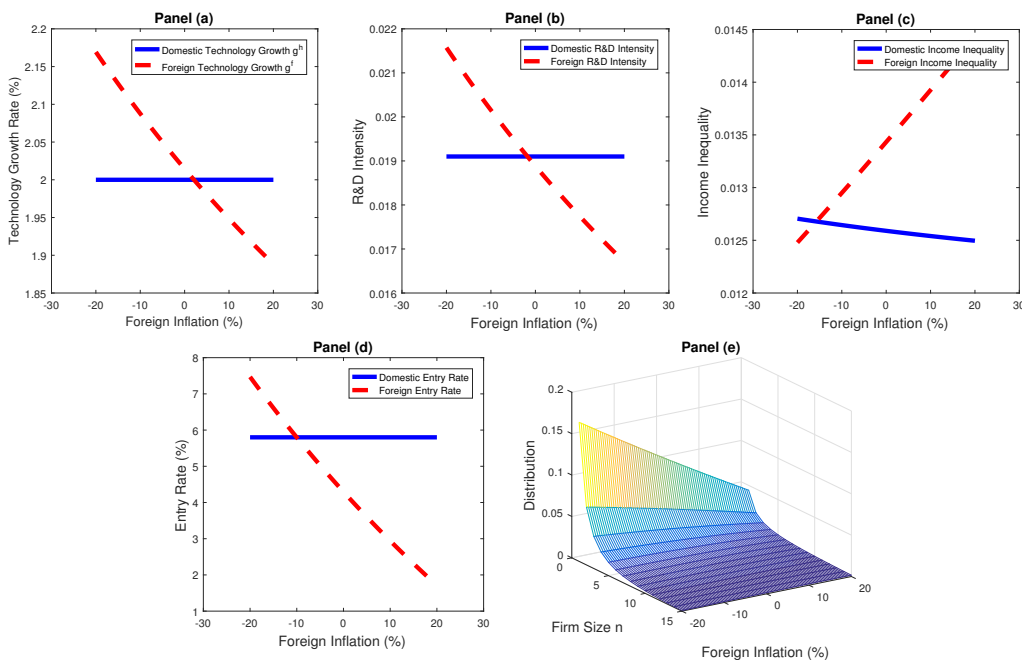 Panel (a)
2.2
2.15
2.1
2.05
2
1.95
1.9
1.85
-30 -20 -10 0 10 20 30
Technology Growth Rate (%)
Foreign Inflation (%)
Domestic Technology Growth g^h
Foreign Technology Growth g^f
Panel (b)
0.022
0.021
0.02
0.019
0.018
0.017
0.016
-30 -20 -10 0 10 20 30
R&D Intensity
Foreign Inflation (%)
Domestic R&D Intensity
Foreign R&D Intensity
Panel (c)
0.0145
0.014
0.0135
0.013
0.0125
0.012
-30 -20 -10 0 10 20 30
Income Inequality
Foreign Inflation (%)
Domestic Income Inequality
Foreign Income Inequality
Panel (d)
8
7
6
5
4
3
2
1
-30 -20 -10 0 10 20 30
Entry Rate (%)
Foreign Inflation (%)
Domestic Entry Rate
Foreign Entry Rate
Panel (e)
0.2
0.15
0.1
0.05
0
Distribution
0 5 10 15
Firm Size n
-20 -10 0 10 20
Foreign Inflation (%)